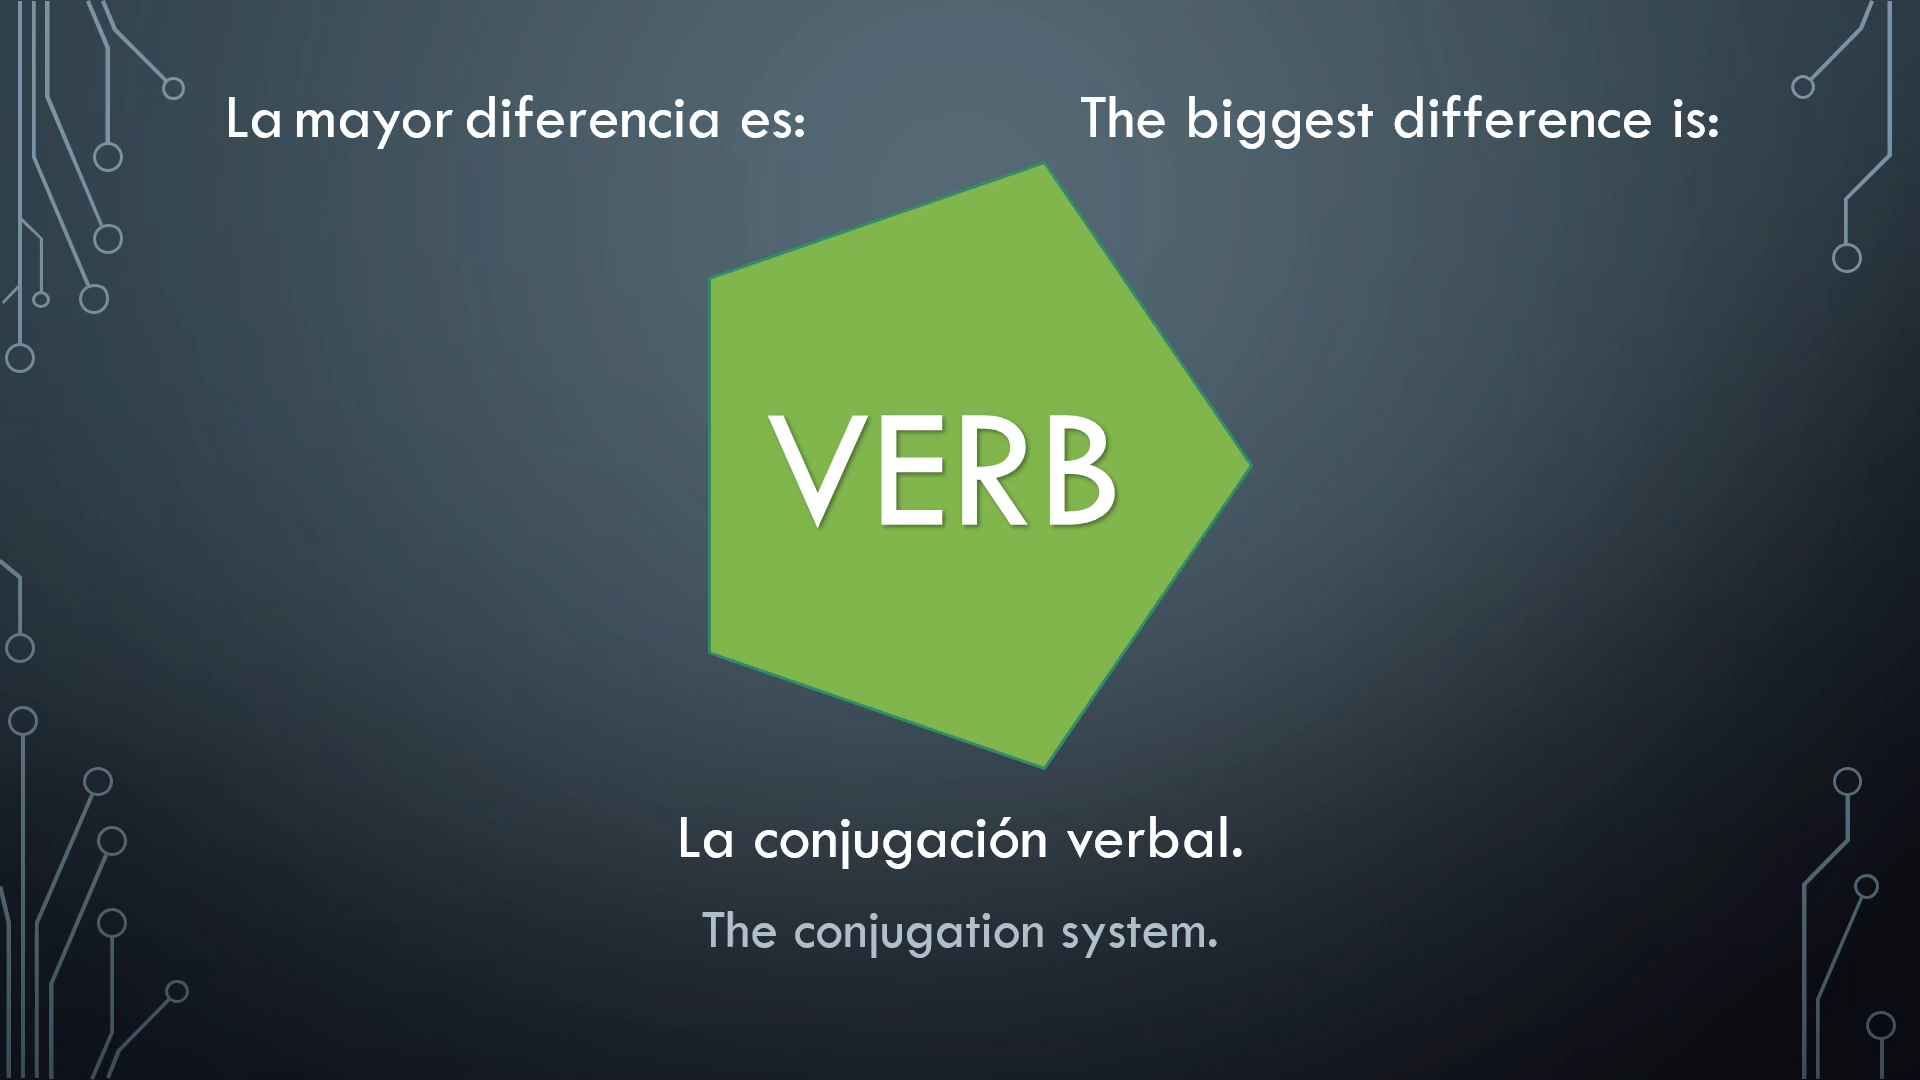 La mayor diferencia es:
The biggest difference is:
VERB
La conjugación verbal.
The conjugation system.